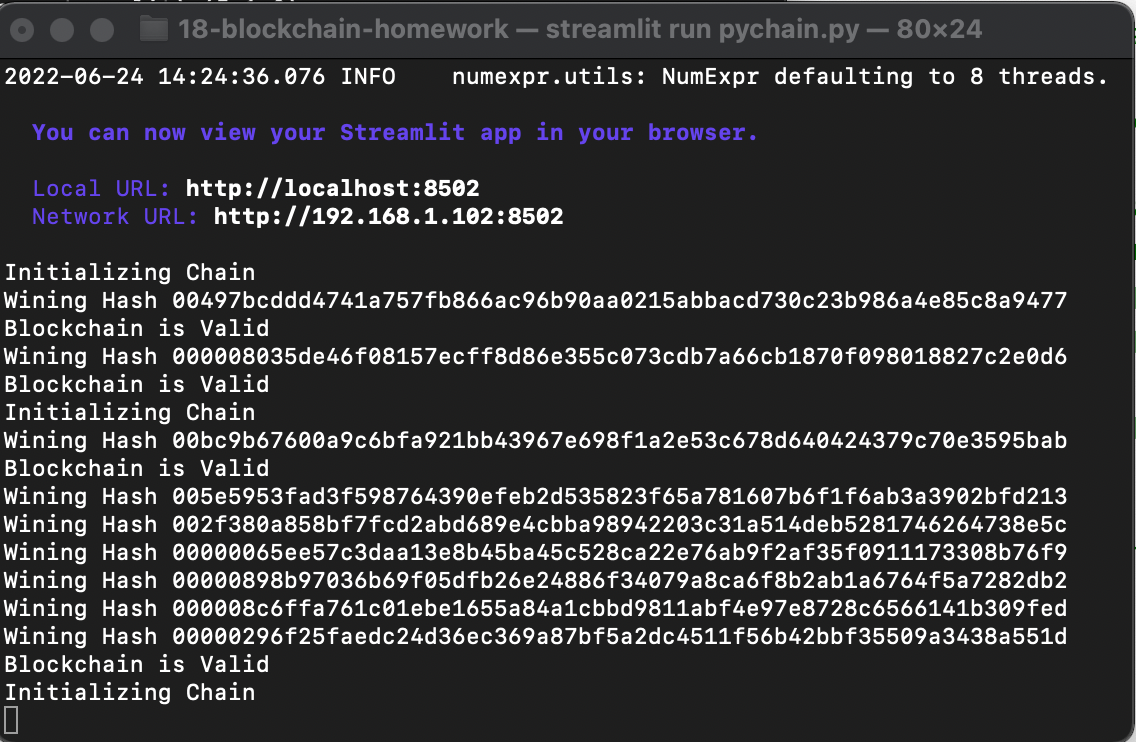 18-blockchain-homework — streamlit run pychain.py — 80×24
2022-06-24 14:24:36.076 INFO    numexpr.utils: NumExpr defaulting to 8 threads.
You can now view your Streamlit app in your browser.
Local URL: http://localhost:8502
Network URL: http://192.168.1.102:8502
Initializing Chain
Wining Hash 00497bcddd4741a757fb866ac96b90aa0215abbacd730c23b986a4e85c8a9477
Blockchain is Valid
Wining Hash 000008035de46f08157ecff8d86e355c073cdb7a66cb1870f098018827c2e0d6
Blockchain is Valid
Initializing Chain
Wining Hash 00bc9b67600a9c6bfa921bb43967e698f1a2e53c678d640424379c70e3595bab
Blockchain is Valid
Wining Hash 005e5953fad3f598764390efeb2d535823f65a781607b6f1f6ab3a3902bfd213
Wining Hash 002f380a858bf7fcd2abd689e4cbba98942203c31a514deb5281746264738e5c
Wining Hash 00000065ee57c3daa13e8b45ba45c528ca22e76ab9f2af35f0911173308b76f9
Wining Hash 00000898b97036b69f05dfb26e24886f34079a8ca6f8b2ab1a6764f5a7282db2
Wining Hash 000008c6ffa761c01ebe1655a84a1cbbd9811abf4e97e8728c6566141b309fed
Wining Hash 00000296f25faedc24d36ec369a87bf5a2dc4511f56b42bbf35509a3438a551d
Blockchain is Valid
Initializing Chain